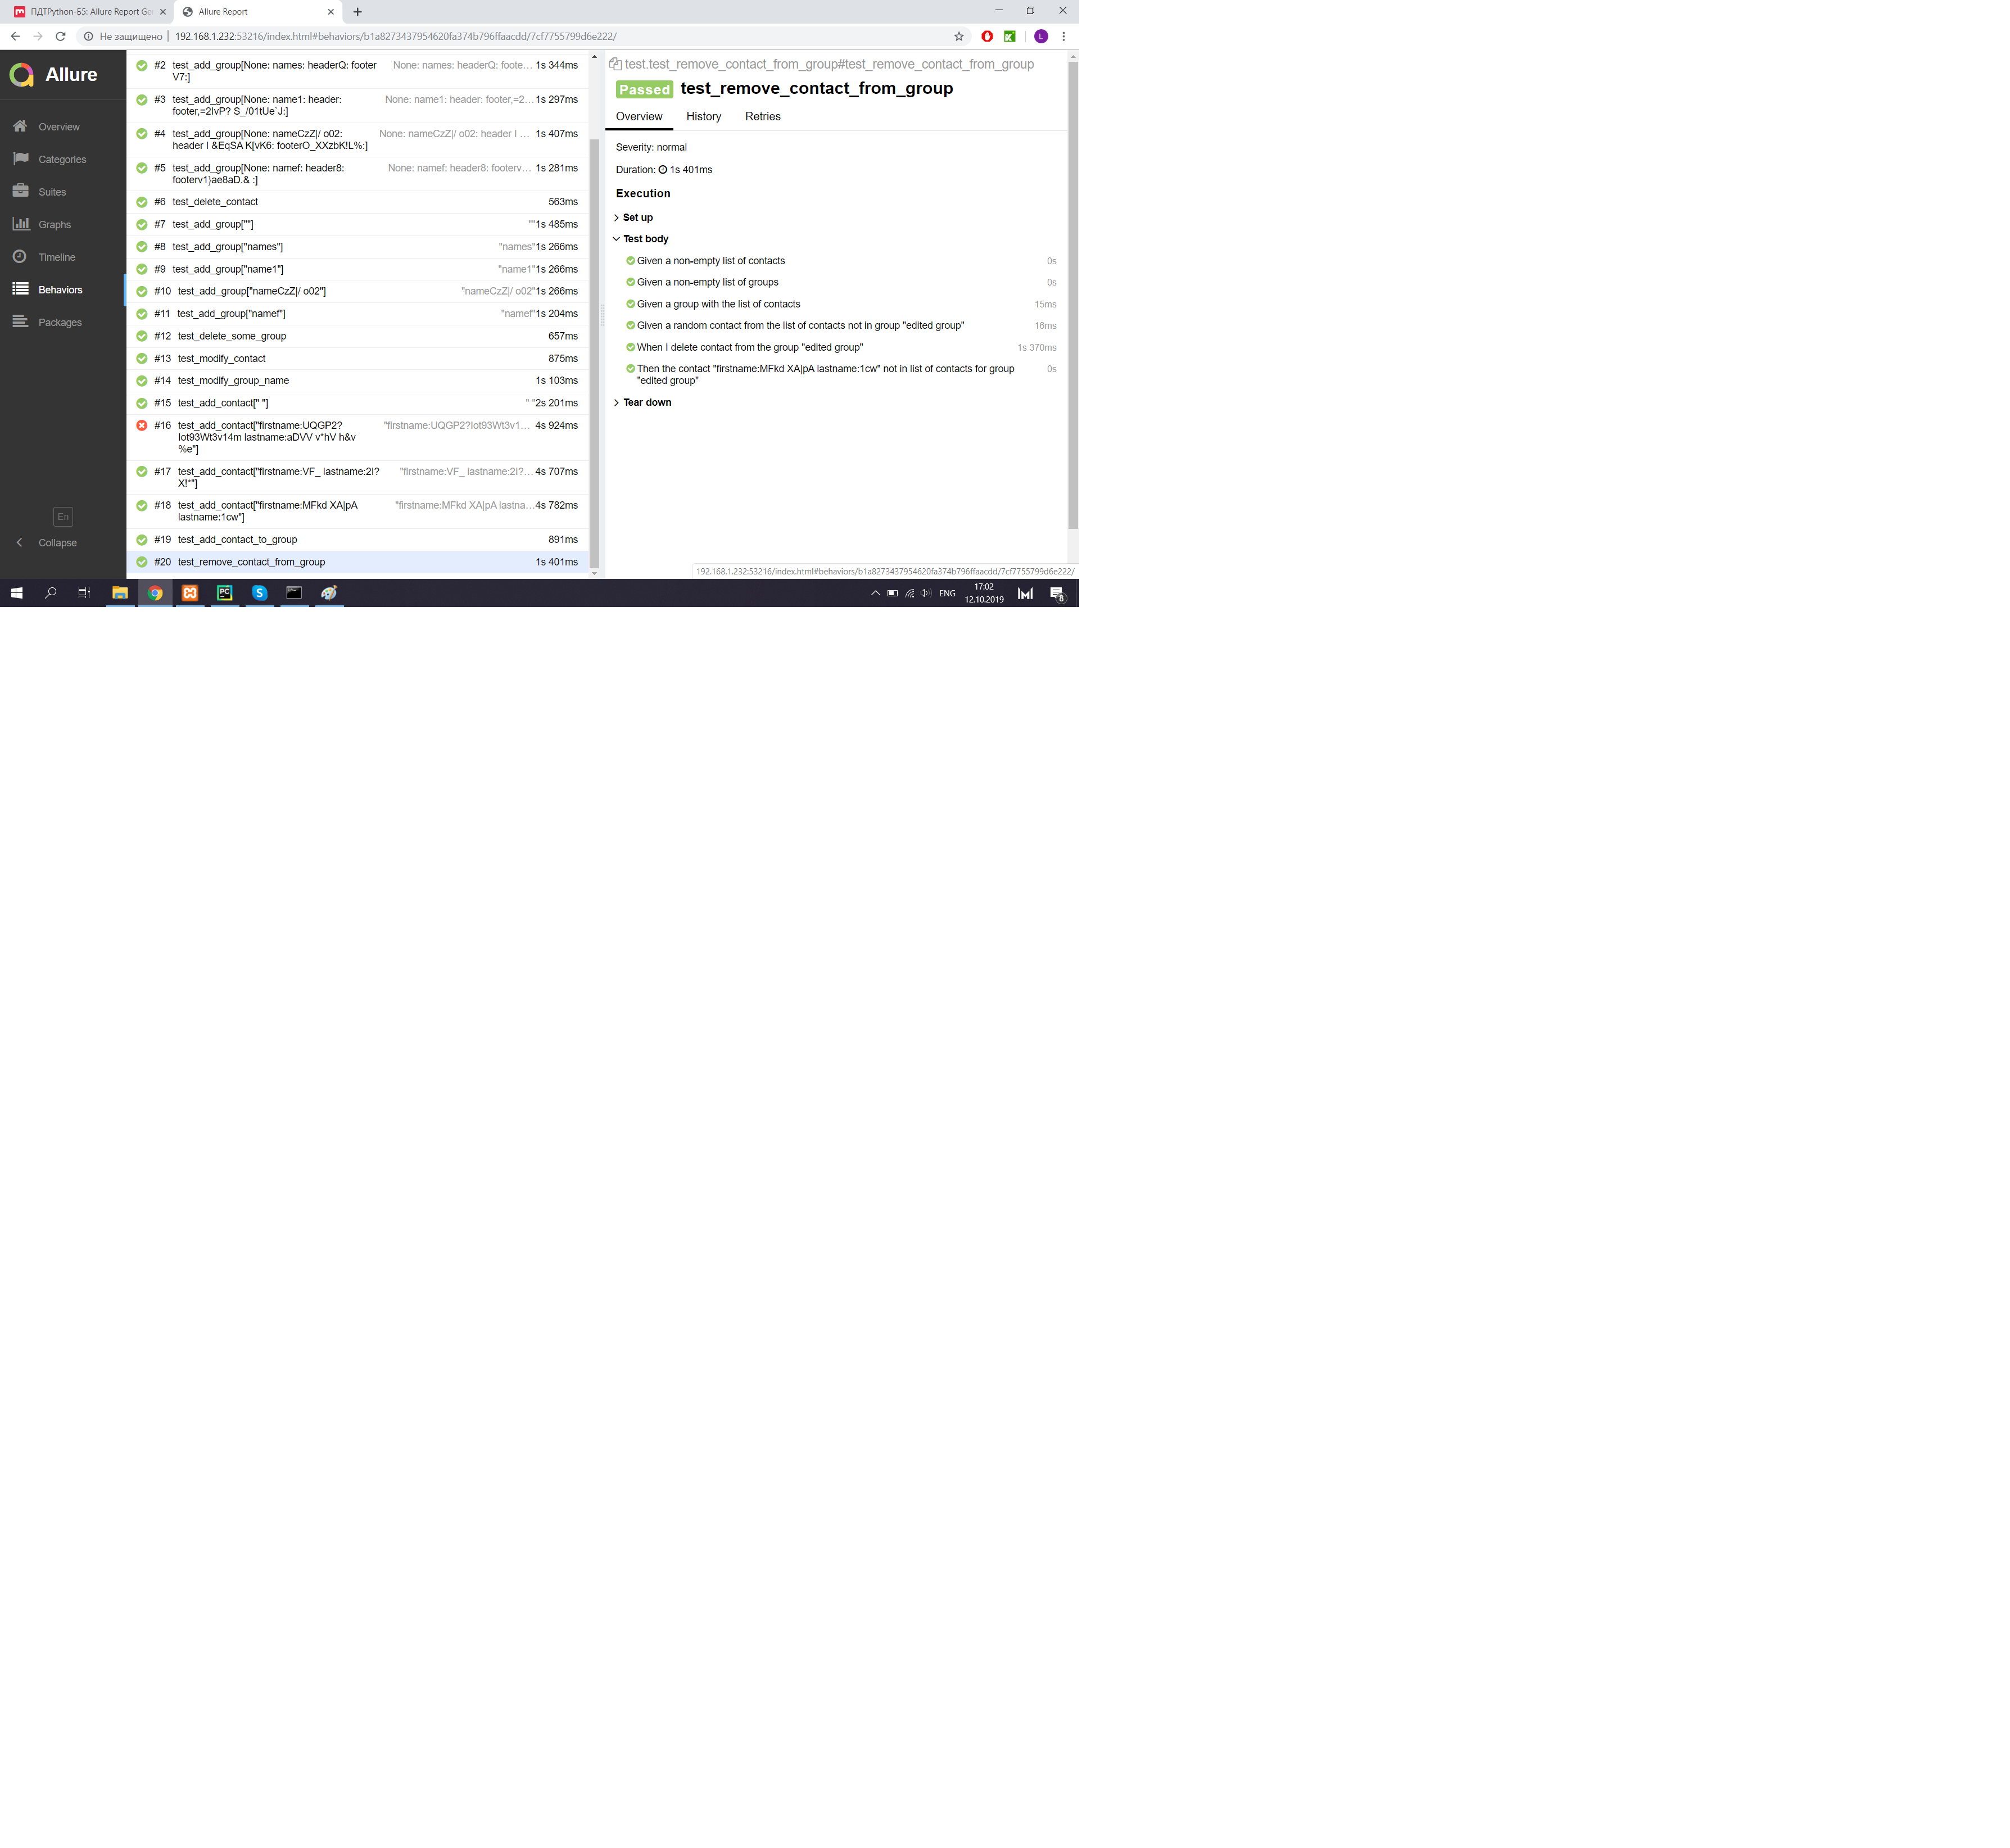 ПДТPython-Б5: Allure Report Ge
Allure Report
Не защищено
192.168.1.232:53216/index.html#behaviors/b1a8273437954620fa374b796ffaacdd/7cf7755799d6e222/
L
Allure
Overview
Categories
Suites
Graphs
Timeline
Behaviors
Packages
En
Collapse
#2 test_add_group[None: names: headerQ: footer None: names: headerQ: foote... 1s 344ms
V7:]
#3 test_add_group[None: name1: header: None: name1: header: footer,=2... 1s 297ms
footer,=2IvP? S_/01tUe`J:]
#4 test_add_group[None: nameCzZ|/ o02: None: nameCzZ|/ o02: header I ... 1s 407ms
header I &EqSA K[vK6: footerO_XXzbK!L%:]
#5 test_add_group[None: namef: header8: None: namef: header8: footerv... 1s 281ms
footerv1}ae8aD.& :]
#6 test_delete_contact 563ms
#7 test_add_group[""] "" 1s 485ms
#8 test_add_group["names"] "names" 1s 266ms
#9 test_add_group["name1"] "name1" 1s 266ms
#10 test_add_group["nameCzZ|/ o02"] "nameCzZ|/ o02" 1s 266ms
#11 test_add_group["namef"] "namef" 1s 204ms
#12 test_delete_some_group 657ms
#13 test_modify_contact 875ms
#14 test_modify_group_name 1s 103ms
#15 test_add_contact[" "] " " 2s 201ms
#16 test_add_contact["firstname:UQGP2? "firstname:UQGP2?Iot93Wt3v1... 4s 924ms
Iot93Wt3v14m lastname:aDVV v*hV h&v
%e"]
#17 test_add_contact["firstname:VF_ lastname:2I? "firstname:VF_ lastname:2I?... 4s 707ms
X!*"]
#18 test_add_contact["firstname:MFkd XA|pA "firstname:MFkd XA|pA lastna... 4s 782ms
lastname:1cw"]
#19 test_add_contact_to_group 891ms
#20 test_remove_contact_from_group 1s 401ms
test.test_remove_contact_from_group#test_remove_contact_from_group
Passed test_remove_contact_from_group
Overview History Retries
Severity: normal
Duration: 1s 401ms
Execution
Set up
Test body
Given a non-empty list of contacts 0s
Given a non-empty list of groups 0s
Given a group with the list of contacts 15ms
Given a random contact from the list of contacts not in group "edited group" 16ms
When I delete contact from the group "edited group" 1s 370ms
Then the contact "firstname:MFkd XA|pA lastname:1cw" not in list of contacts for group 0s
"edited group"
Tear down
192.168.1.232:53216/index.html#behaviors/b1a8273437954620fa374b796ffaacdd/7cf7755799d6e222/
PC
S
ENG
17:02
12.10.2019
8